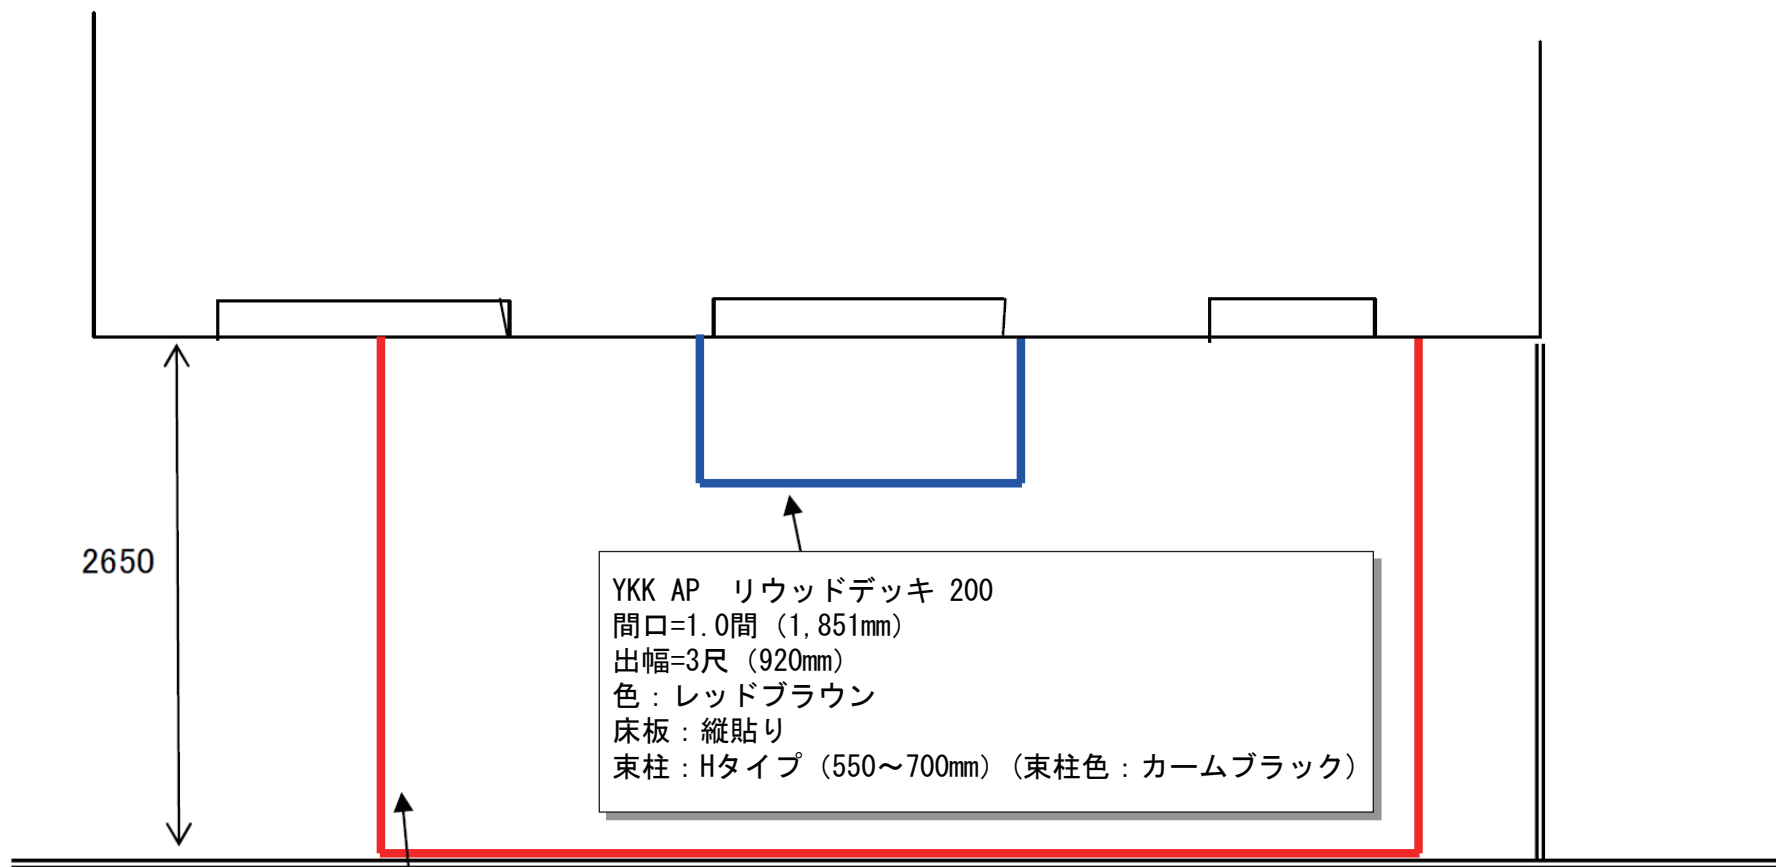 2650
YKK AP　リウッドデッキ 200
間口=1.0間（1,851mm）
出幅=3尺（920mm）
色：レッドブラウン
床板：縦貼り
束柱：Hタイプ（550～700mm）(束柱色：カームブラック）